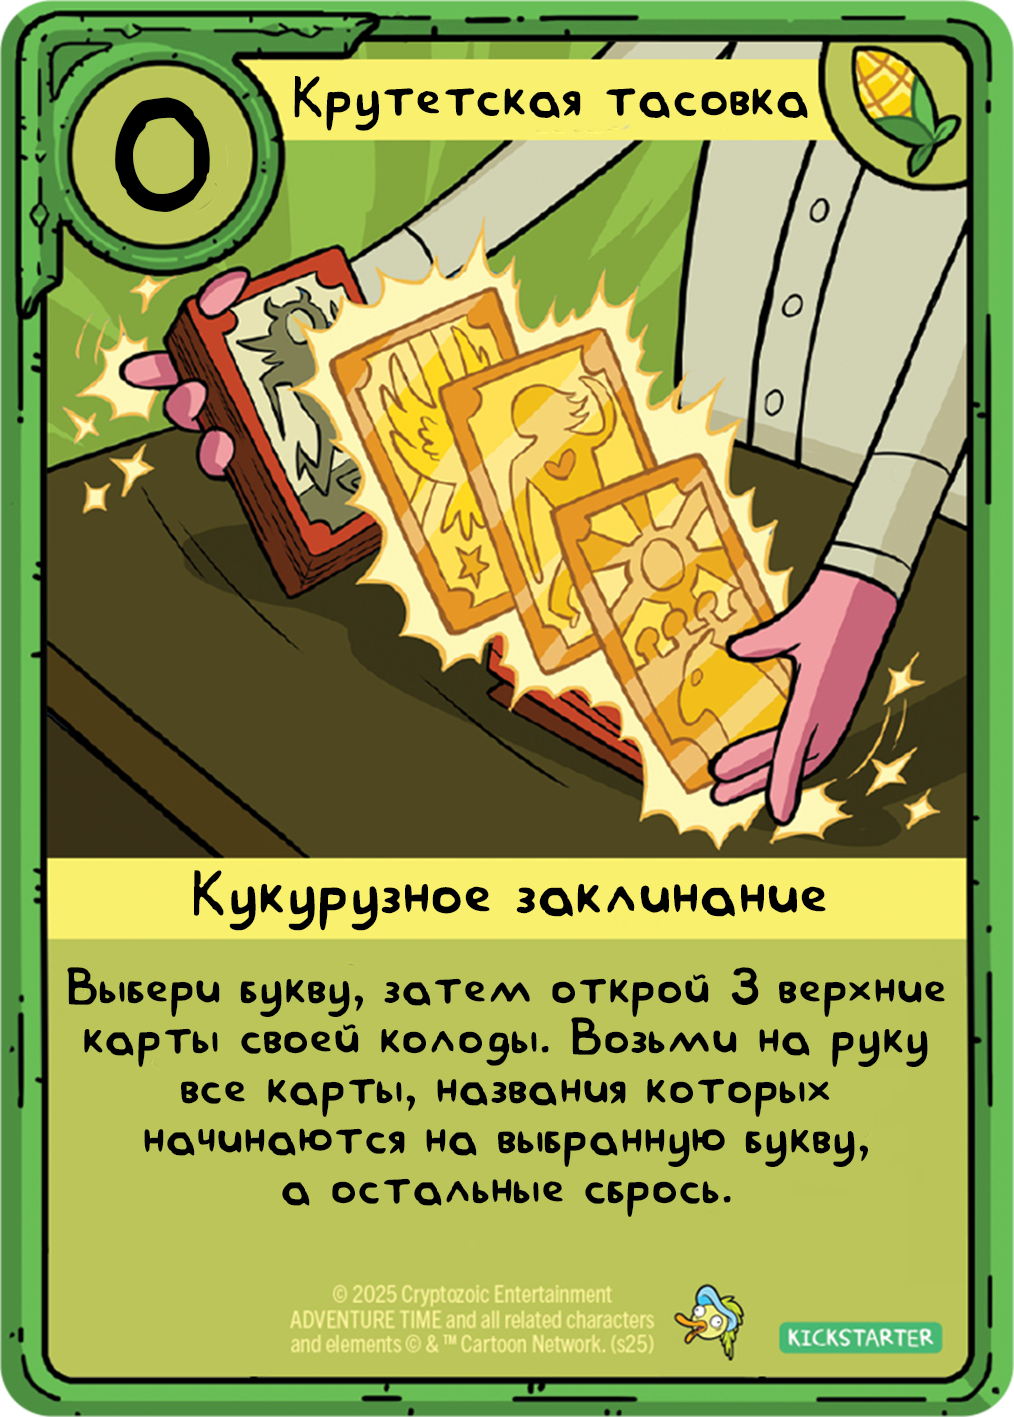 0
Крутетская тасовка
Кукурузное заклинание
Выбери букву, затем открой 3 верхние
карты своей колоды. Возьми на руку
все карты, названия которых
начинаются на выбранную букву,
а остальные сбрось.
© 2025 Cryptozoic Entertainment
ADVENTURE TIME and all related characters
and elements © & ™ Cartoon Network. (s25)
KICKSTARTER